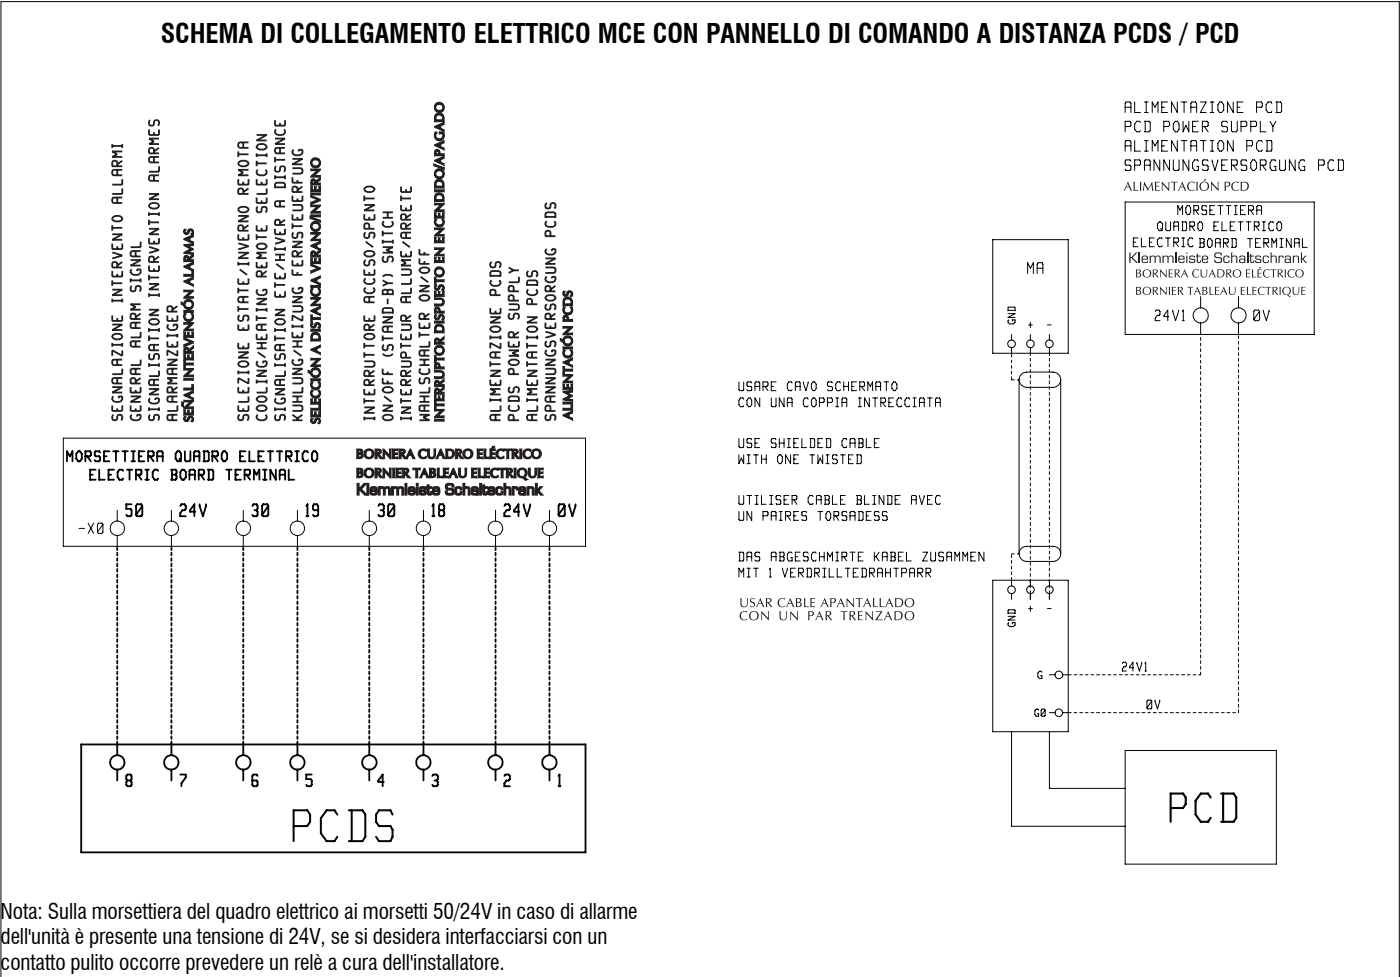 SCHEMA DI COLLEGAMENTO ELETTRICO MCE CON PANNELLO DI COMANDO A DISTANZA PCDS / PCD
SEGNALAZIONE INTERVENTO ALLARMI
GENERAL ALARM SIGNAL
SIGNALISATION INTERVENTION ALARMES
ALARMANZEIGER
SEÑAL INTERVENCIÓN ALARMAS
SELEZIONE ESTATE/INVERNO REMOTA
COOLING/HEATING REMOTE SELECTION
SIGNALISATION ETE/HIVER A DISTANCE
KUHLUNG/HEIZUNG FERNSTEUERFUNG
SELECCIÓN A DISTANCIA VERANO/INVIERNO
INTERRUTTORE ACCESO/SPENTO
ON/OFF (STAND-BY) SWITCH
INTERRUPTEUR ALLUME/ARRETE
WAHLSCHALTER ON/OFF
INTERRUPTOR DISPUESTO EN ENCENDIDO/APAGADO
ALIMENTAZIONE PCDS
PCDS POWER SUPPLY
ALIMENTATION PCDS
SPANNUNGSVERSORGUNG PCDS
ALIMENTACIÓN PCDS
MORSETTIERA QUADRO ELETTRICO
ELECTRIC BOARD TERMINAL
BORNERA CUADRO ELÉCTRICO
BORNIER TABLEAU ELECTRIQUE
Klemmleiste Schaltschrank
-X0 50 24V 30 19 30 18 24V 0V
8 7 6 5 4 3 2 1
PCDS
ALIMENTAZIONE PCD
PCD POWER SUPPLY
ALIMENTATION PCD
SPANNUNGSVERSORGUNG PCD
ALIMENTACIÓN PCD
MORSETTIERA
QUADRO ELETTRICO
ELECTRIC BOARD TERMINAL
Klemmleiste Schaltschrank
BORNERA CUADRO ELÉCTRICO
BORNIER TABLEAU ELECTRIQUE
24V1 0V
MA
GND + -
USARE CAVO SCHERMATO
CON UNA COPPIA INTRECCIATA
USE SHIELDED CABLE
WITH ONE TWISTED
UTILISER CABLE BLINDE AVEC
UN PAIRES TORSADESS
DAS ABGESCHMIRTE KABEL ZUSAMMEN
MIT 1 VERDRILLTEDRAHTPARR
USAR CABLE APANTALLADO
CON UN PAR TRENZADO
GND + -
G 24V1
G0 0V
PCD
Nota: Sulla morsettiera del quadro elettrico ai morsetti 50/24V in caso di allarme
dell'unità è presente una tensione di 24V, se si desidera interfacciarsi con un
contatto pulito occorre prevedere un relè a cura dell'installatore.